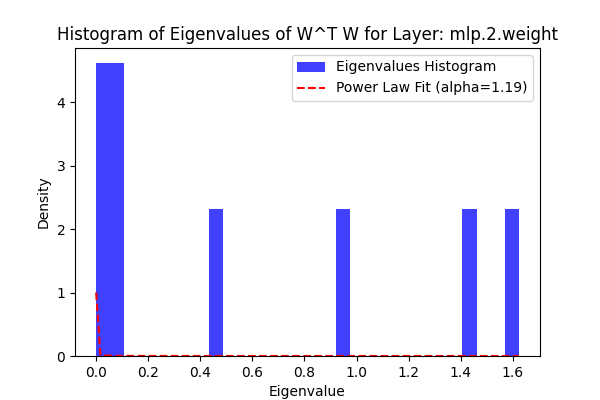 Histogram of Eigenvalues of W^T W for Layer: mlp.2.weight
Eigenvalues Histogram
Power Law Fit (alpha=1.19)
4
3
2
1
0
Density
0.0 0.2 0.4 0.6 0.8 1.0 1.2 1.4 1.6
Eigenvalue